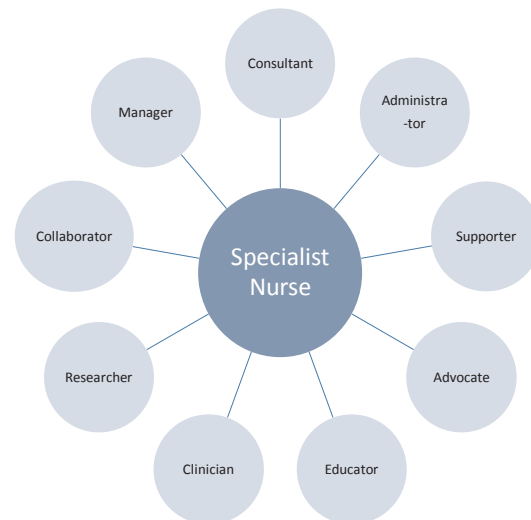 Consultant
Administra
-tor
Manager
Supporter
Collaborator
Specialist
Nurse
Researcher
Advocate
Clinician
Educator